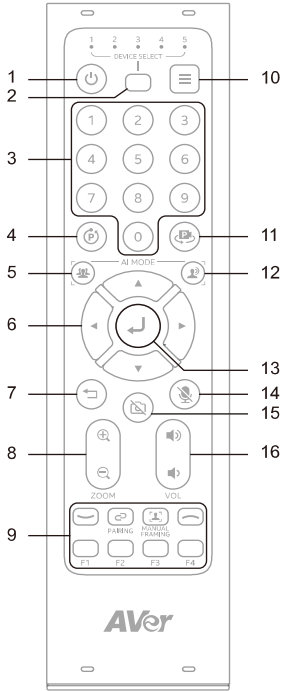 1 2 3 4 5
DEVICE SELECT
1
2
10
3
1 2 3
4 5 6
7 8 9
0
4
P
P
11
AI MODE
5
12
6
13
7
14
15
8
16
ZOOM
VOL
9
PAIRING
MANUAL
FRAMING
F1 F2 F3 F4
AVer